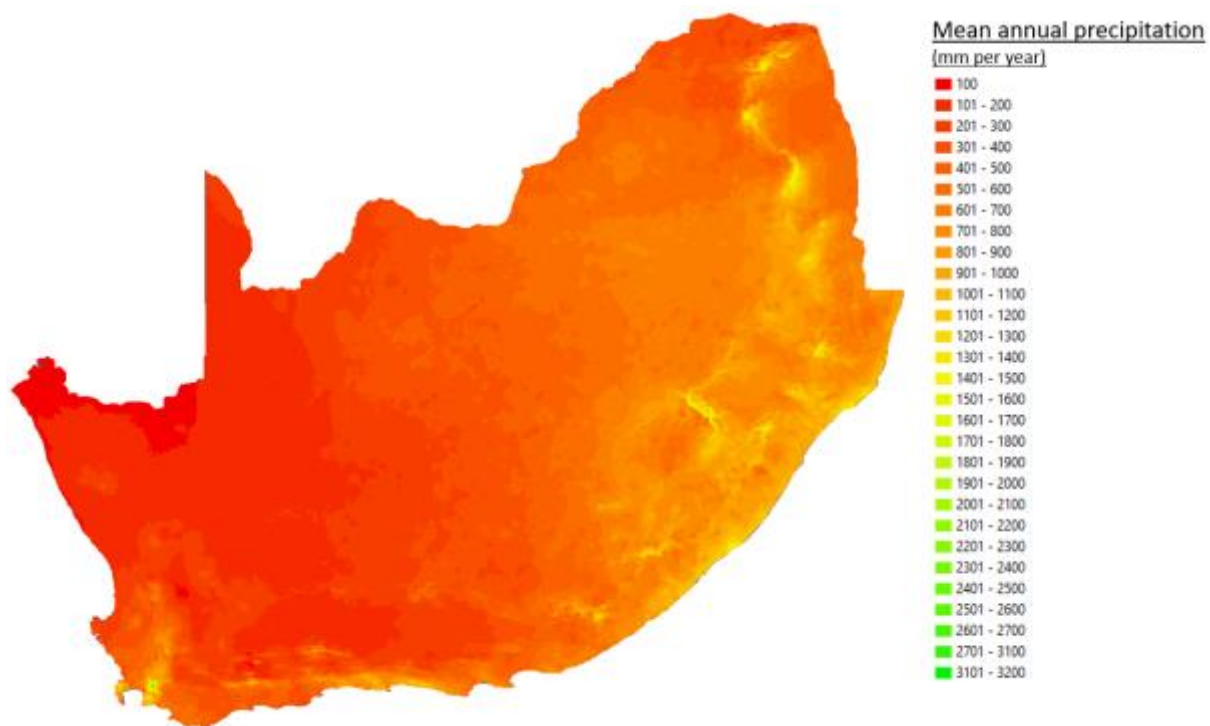 Mean annual precipitation
(mm per year)
100
101 - 200
201 - 300
301 - 400
401 - 500
501 - 600
601 - 700
701 - 800
801 - 900
901 - 1000
1001 - 1100
1101 - 1200
1201 - 1300
1301 - 1400
1401 - 1500
1501 - 1600
1601 - 1700
1701 - 1800
1801 - 1900
1901 - 2000
2001 - 2100
2101 - 2200
2201 - 2300
2301 - 2400
2401 - 2500
2501 - 2600
2601 - 2700
2701 - 3100
3101 - 3200